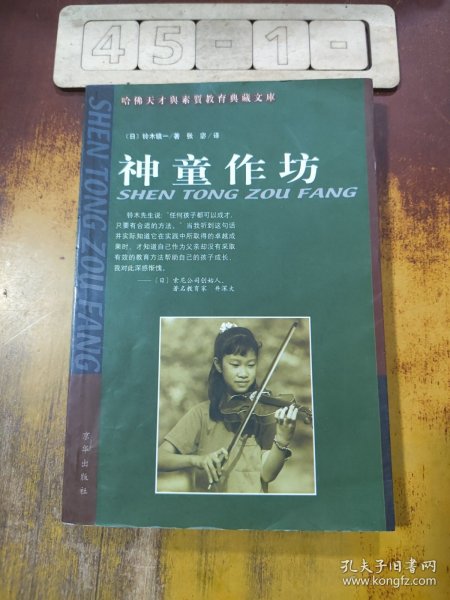 45-1-
哈佛天才與素質教育典藏文庫
〔日〕铃木镇一/著 张 宓/译
神童作坊
SHEN TONG ZOU FANG
SHEN TONG ZOU FANG
铃木先生说:“任何孩子都可以成才,
只要有合适的方法。”当我听到这句话
并实际知道它在实践中所取得的卓越成
果时,才知道自己作为父亲却没有采取
有效的教育方法帮助自己的孩子成长,
我对此深感惭愧。
——〔日〕索尼公司创始人、
著名教育家 井深大
京华出版社
孔夫子旧书网
www.kongfz.com